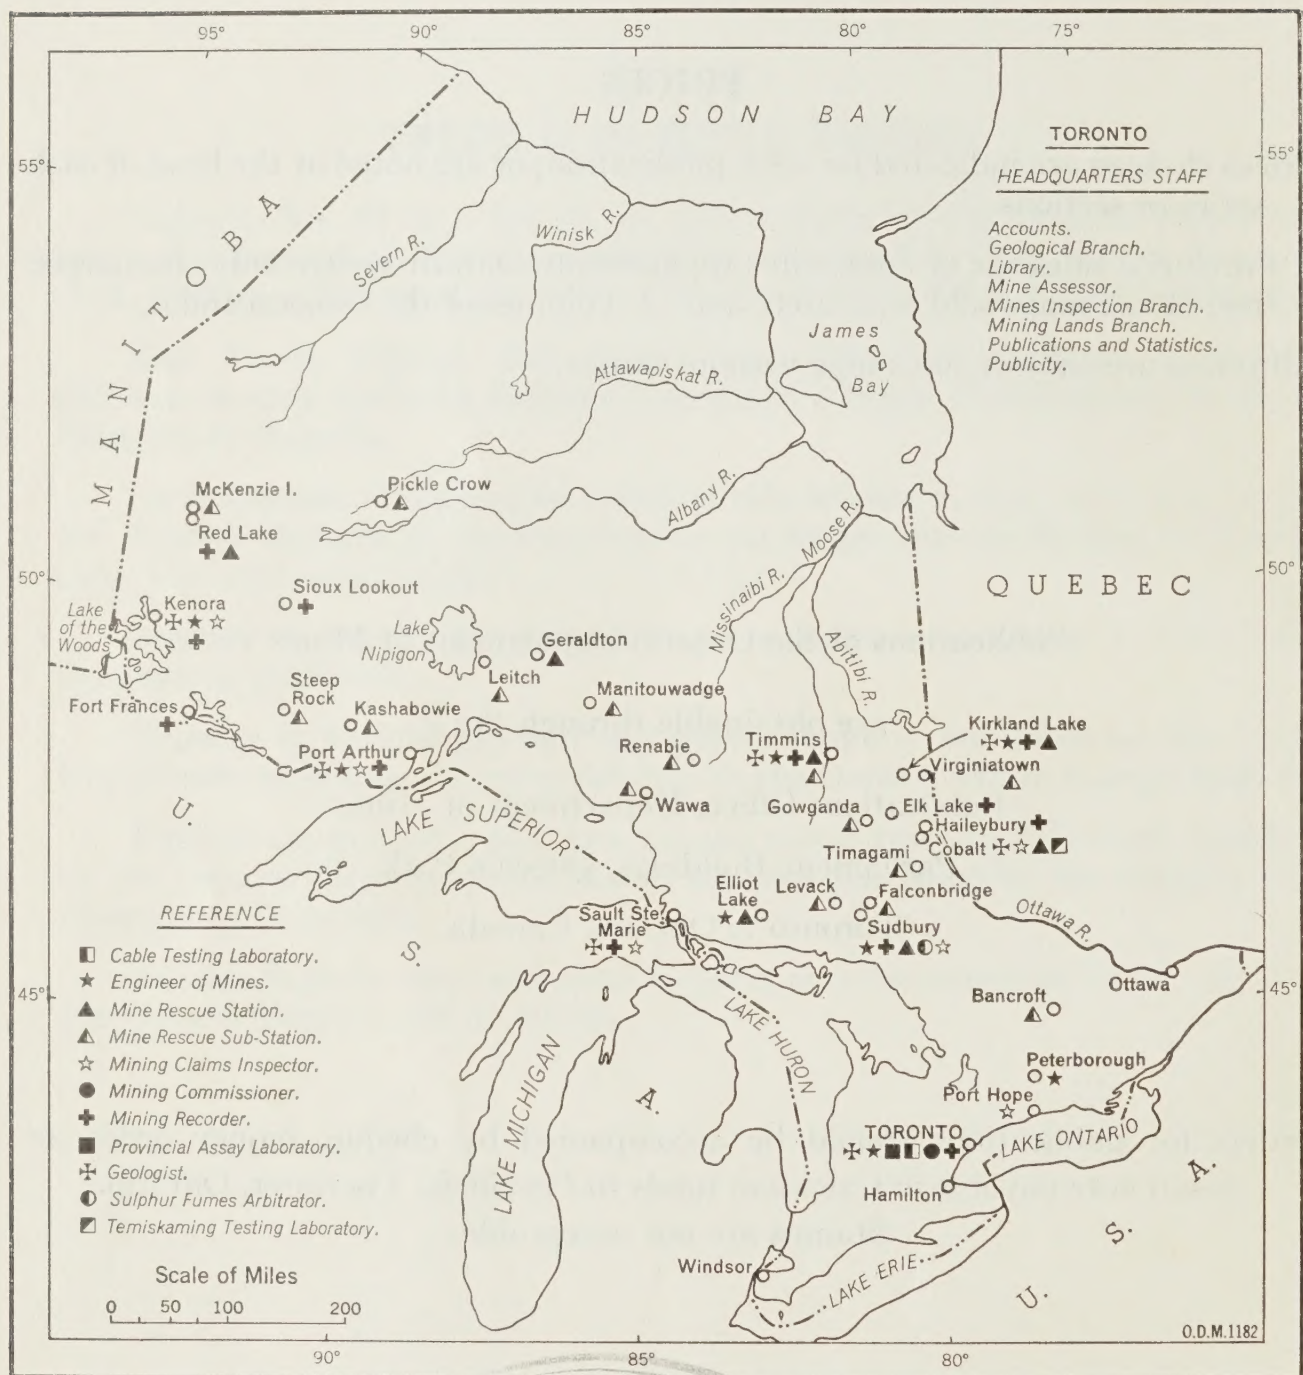 95°
90°
85°
80°
75°
HUDSON BAY
TORONTO
HEADQUARTERS STAFF
Accounts.
Geological Branch.
Library.
Mine Assessor.
Mines Inspection Branch.
Mining Lands Branch.
Publications and Statistics.
Publicity.
55°
55°
MANITOBA
Severn R.
Winisk R.
James Bay
Attawapiskat R.
Albany R.
McKenzie I.
Pickle Crow
Red Lake
Moose R.
Missinaibi R.
Abitibi R.
50°
50°
QUEBEC
Sioux Lookout
Kenora
Lake
of the
Woods
Lake
Nipigon
Geraldton
Leitch
Manitouwadge
Steep
Rock
Kashabowie
Fort Frances
Port Arthur
Renabie
Timmins
Kirkland Lake
Virginiatown
Wawa
Gowganda
Elk Lake
Haileybury
Cobalt
Timagami
U.
LAKE SUPERIOR
Elliot
Lake
Levack
Falconbridge
Sault Ste.
Marie
Sudbury
Ottawa R.
Ottawa
S.
45°
45°
Bancroft
LAKE HURON
LAKE MICHIGAN
A.
Peterborough
Port Hope
TORONTO
LAKE ONTARIO
Hamilton
Windsor
LAKE ERIE
U.
S.
A.
REFERENCE
Cable Testing Laboratory.
Engineer of Mines.
Mine Rescue Station.
Mine Rescue Sub-Station.
Mining Claims Inspector.
Mining Commissioner.
Mining Recorder.
Provincial Assay Laboratory.
Geologist.
Sulphur Fumes Arbitrator.
Temiskaming Testing Laboratory.
Scale of Miles
0 50 100 200
O.D.M.1182
90°
85°
80°